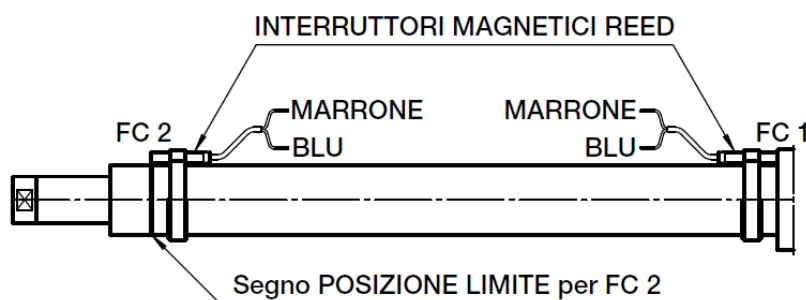 INTERRUTTORI MAGNETICI REED
FC 2
MARRONE
BLU
MARRONE
BLU
FC 1
Segno POSIZIONE LIMITE per FC 2